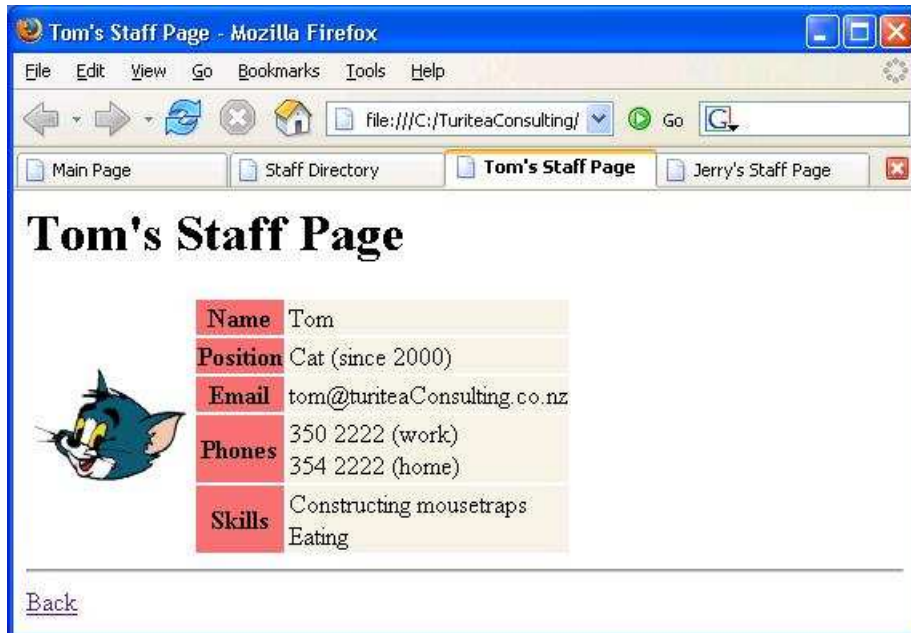 Tom's Staff Page - Mozilla Firefox
File Edit View Go Bookmarks Tools Help
file:///C:/TuriteaConsulting/ Go G
Main Page Staff Directory Tom's Staff Page Jerry's Staff Page
Tom's Staff Page
Name Tom
Position Cat (since 2000)
Email tom@turiteaConsulting.co.nz
Phones 350 2222 (work)
354 2222 (home)
Skills Constructing mousetraps
Eating
Back